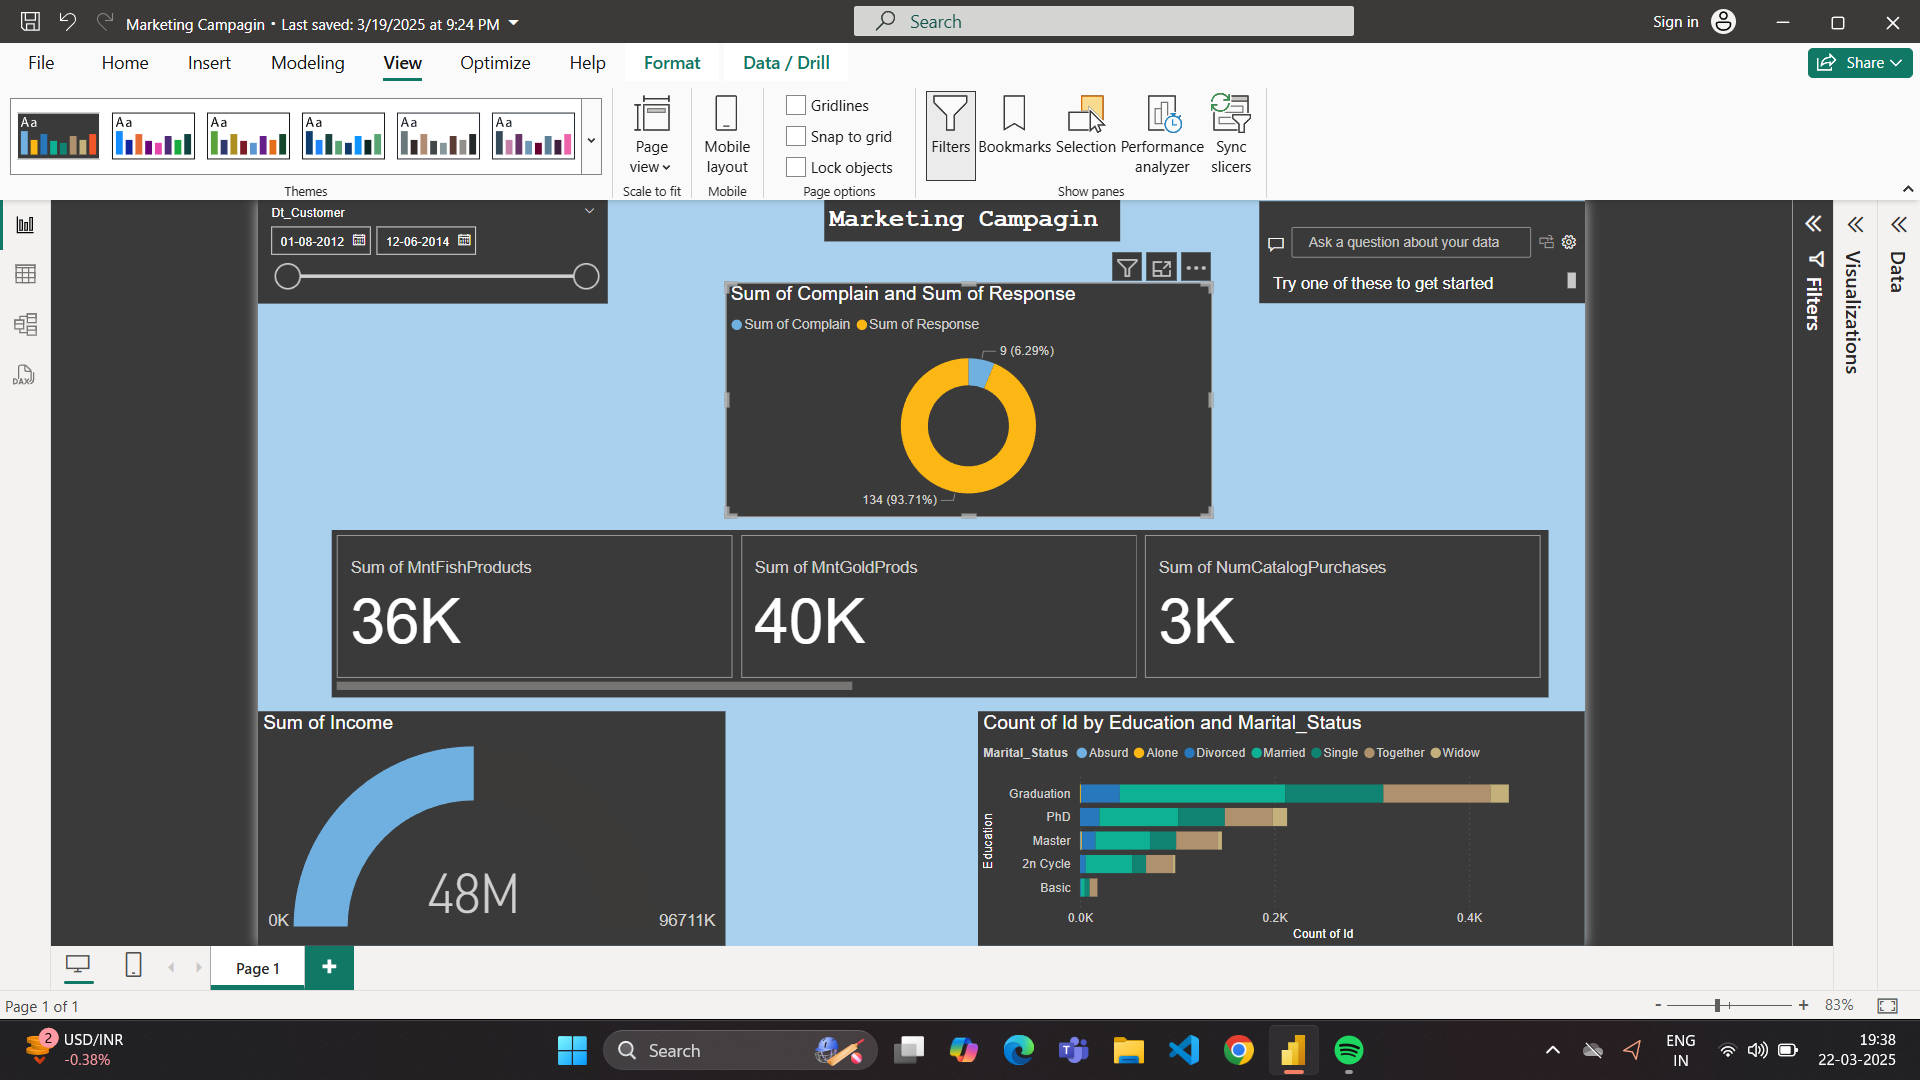 Marketing Campagin • Last saved: 3/19/2025 at 9:24 PM
Search
Sign in
File
Home
Insert
Modeling
View
Optimize
Help
Format
Data / Drill
Share
Aa
Aa
Aa
Aa
Aa
Aa
Themes
Page view
Scale to fit
Mobile layout
Mobile
Gridlines
Snap to grid
Lock objects
Page options
Filters
Bookmarks
Selection
Performance analyzer
Sync slicers
Show panes
DAX
Dt_Customer
01-08-2012
12-06-2014
Marketing Campagin
Ask a question about your data
Try one of these to get started
Filters
Visualizations
Data
Sum of Complain and Sum of Response
Sum of Complain
Sum of Response
9 (6.29%)
134 (93.71%)
Sum of MntFishProducts
36K
Sum of MntGoldProds
40K
Sum of NumCatalogPurchases
3K
Sum of Income
48M
0K
96711K
Count of Id by Education and Marital_Status
Marital_Status Absurd Alone Divorced Married Single Together Widow
Education
Graduation
PhD
Master
2n Cycle
Basic
0.0K
0.2K
0.4K
Count of Id
Page 1
+
Page 1 of 1
- + 83%
2
USD/INR
-0.38%
Search
ENG
IN
19:38
22-03-2025